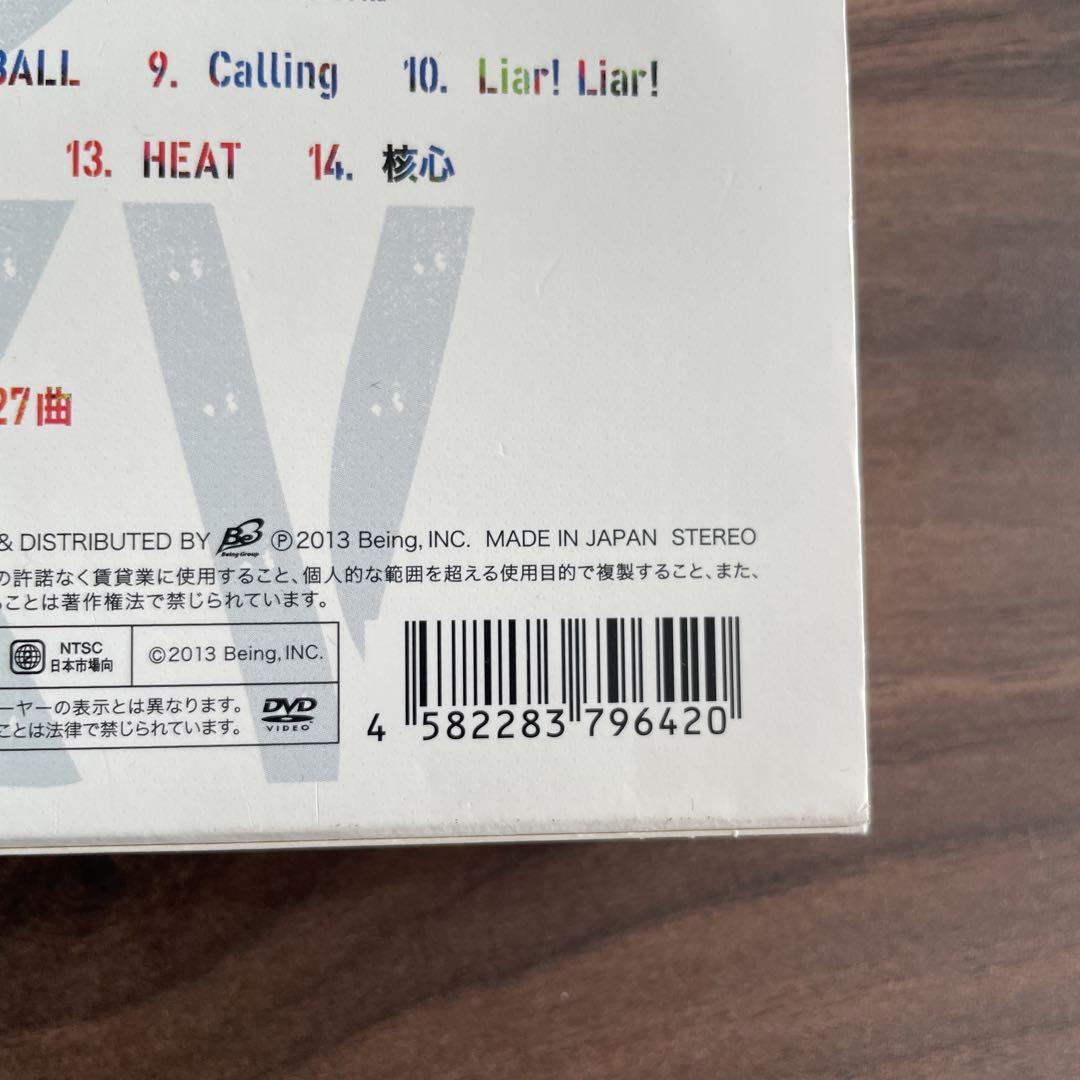 BALL 9. Calling 10. Liar! Liar!
13. HEAT 14. 核心
27曲
& DISTRIBUTED BY Being Group Ⓟ2013 Being, INC. MADE IN JAPAN STEREO
の許諾なく賃貸業に使用すること、個人的な範囲を超える使用目的で複製すること、また、
ることは著作権法で禁じられています。
2 NTSC 日本市場向 ©2013 Being, INC.
ーヤーの表示とは異なります。
ことは法律で禁じられています。
DVD VIDEO
4 582283 796420